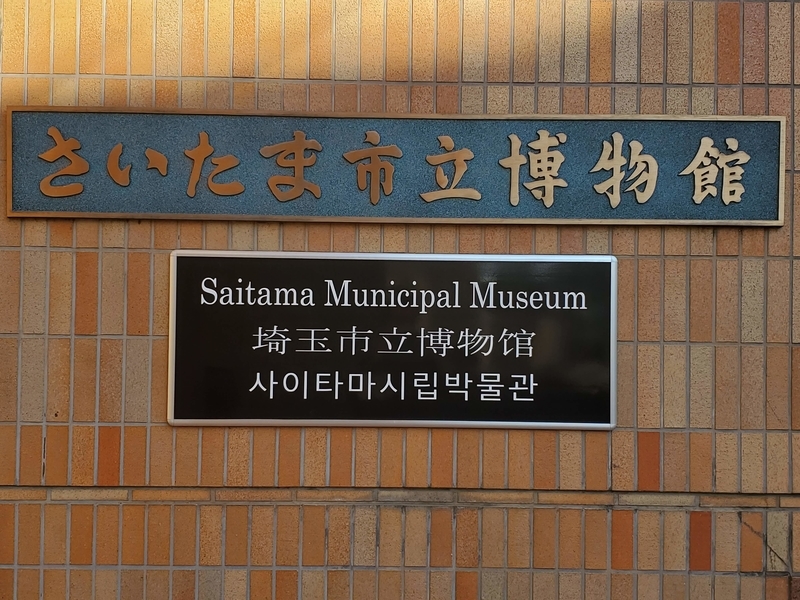 さいたま市立博物館
Saitama Municipal Museum
埼玉市立博物馆
사이타마시립박물관